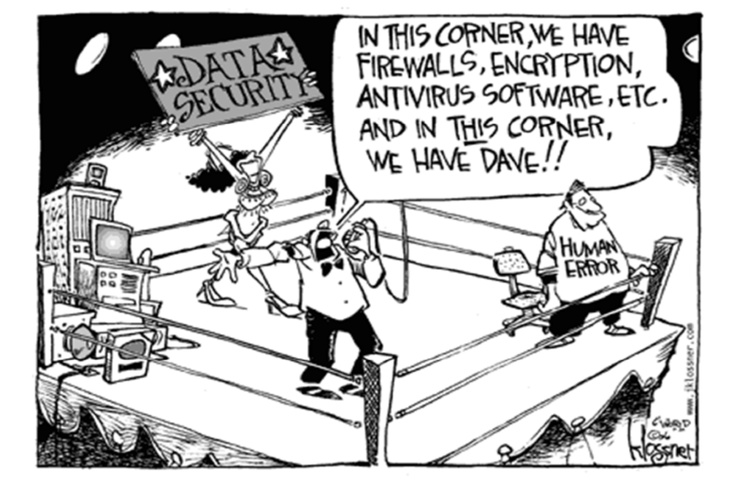 DATA
SECURITY
IN THIS CORNER, WE HAVE
FIREWALLS, ENCRYPTION,
ANTIVIRUS SOFTWARE, ETC.
AND IN THIS CORNER,
WE HAVE DAVE!!
HUMAN
ERROR
www.jklossner.com
©06
klossner